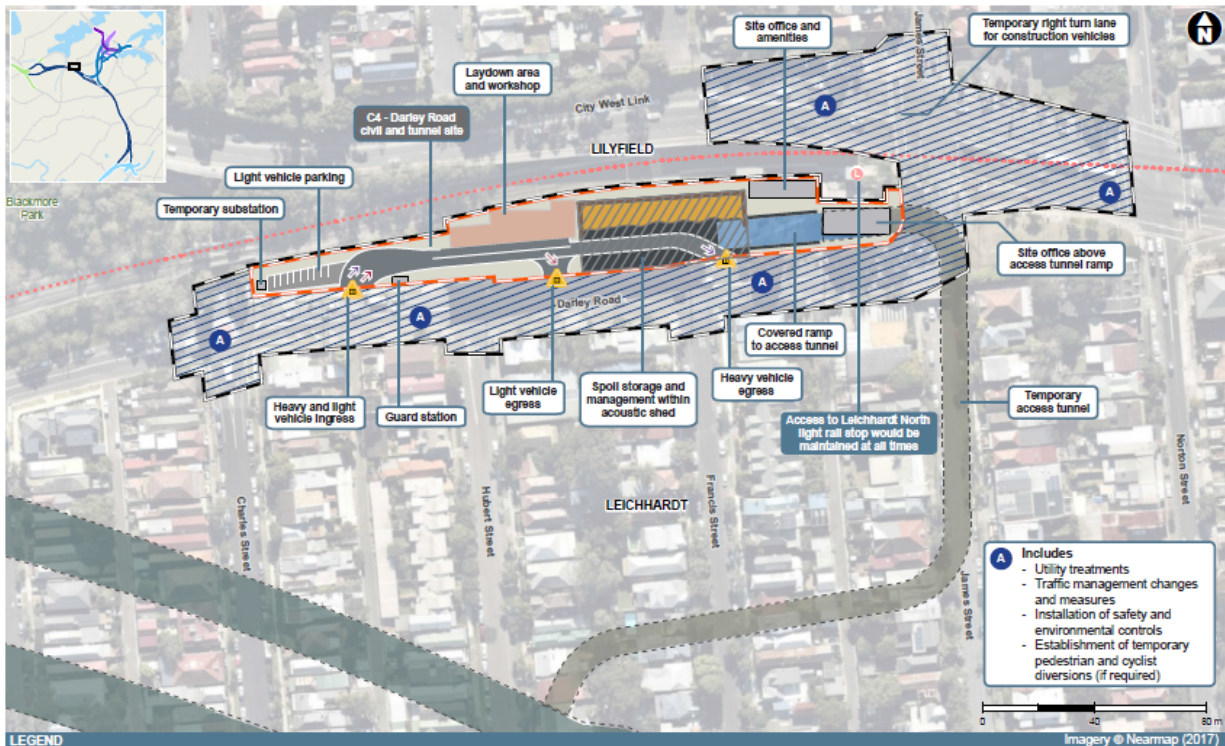 N
Site office and
amenities
Temporary right turn lane
for construction vehicles
James Street
Laydown area
and workshop
City West Link
A
C4 - Darley Road
civil and tunnel site
LILYFIELD
Light vehicle parking
L
A
Blackmore
Park
Temporary substation
Site office above
access tunnel ramp
Darley Road
A
A
A
Covered ramp
to access tunnel
Heavy and light
vehicle ingress
Guard station
Light vehicle
egress
Spoil storage and
management within
acoustic shed
Heavy vehicle
egress
Temporary
access tunnel
Access to Leichhardt North
light rail stop would be
maintained at all times
Norton Street
Charles Street
Hubert Street
Francis Street
LEICHHARDT
James Street
A Includes
- Utility treatments
- Traffic management changes
and measures
- Installation of safety and
environmental controls
- Establishment of temporary
pedestrian and cyclist
diversions (if required)
0 40 80 m
LEGEND
Imagery © Nearmap (2017)